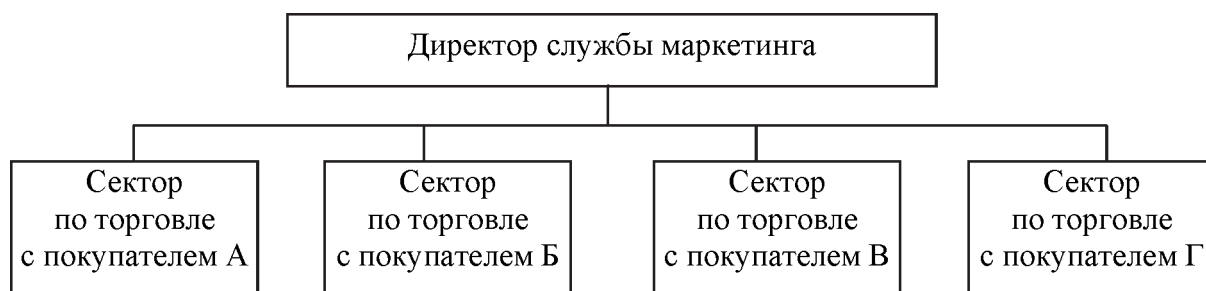 Директор службы маркетинга
Сектор
по торговле
с покупателем А
Сектор
по торговле
с покупателем Б
Сектор
по торговле
с покупателем В
Сектор
по торговле
с покупателем Г